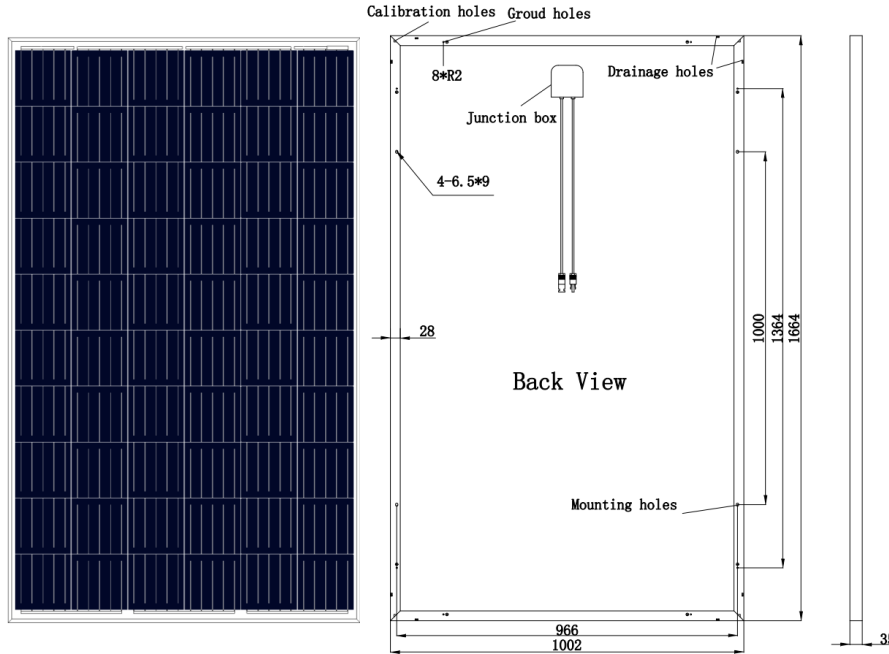 Calibration holes
Groud holes
8*R2
Drainage holes
Junction box
4-6.5*9
28
1000
1364
1664
Back View
Mounting holes
966
1002
35